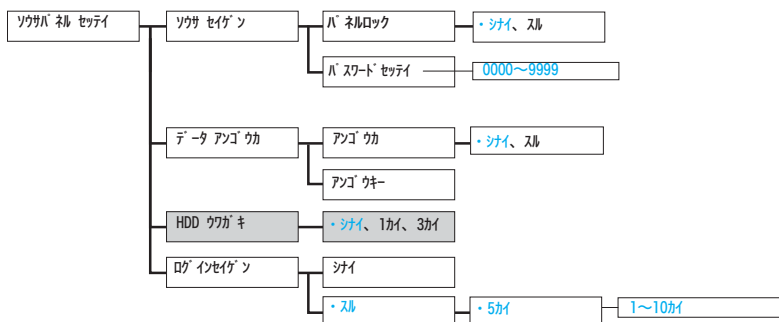 ソウサパネル セッテイ
ソウサ セイゲン
パネルロック
・シナイ、スル
パスワードセッテイ
0000～9999
データ アンゴウカ
アンゴウカ
・シナイ、スル
アンゴウキー
HDD ウワガキ
・シナイ、1カイ、3カイ
ログインセイゲン
シナイ
・スル
・5カイ
1～10カイ